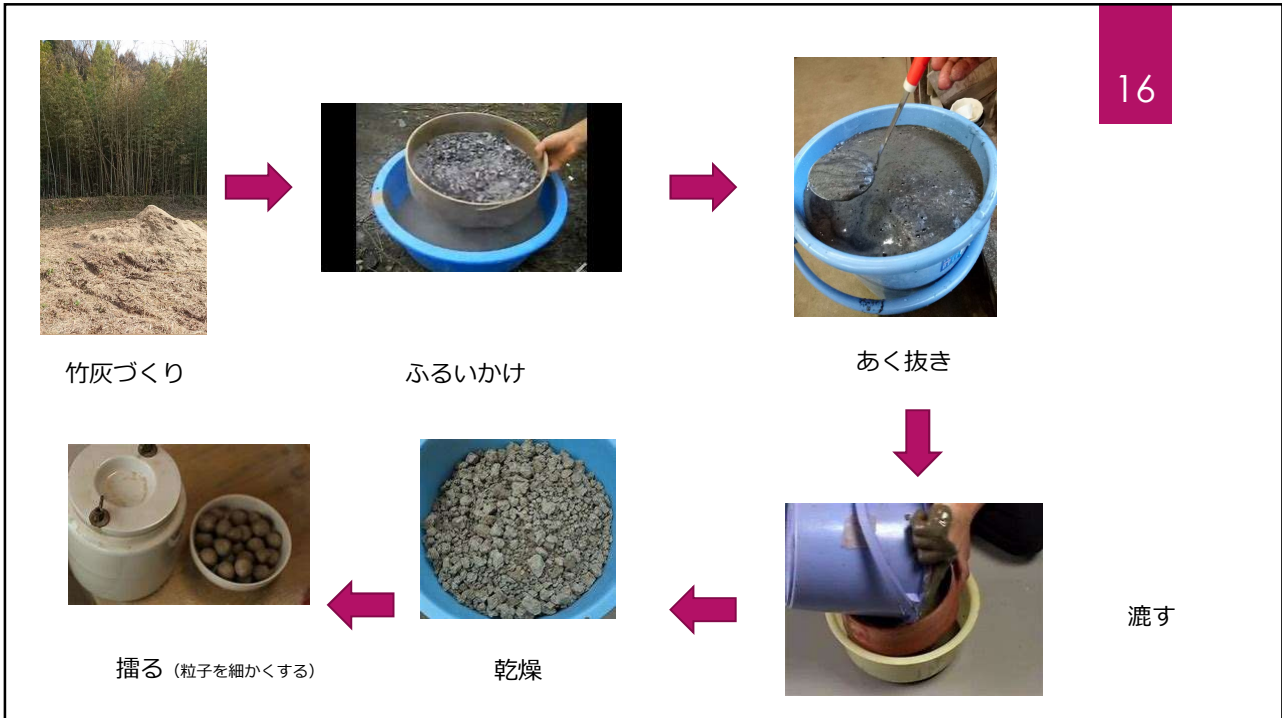 16
竹灰づくり
ふるいかけ
あく抜き
漉す
乾燥
擂る（粒子を細かくする）